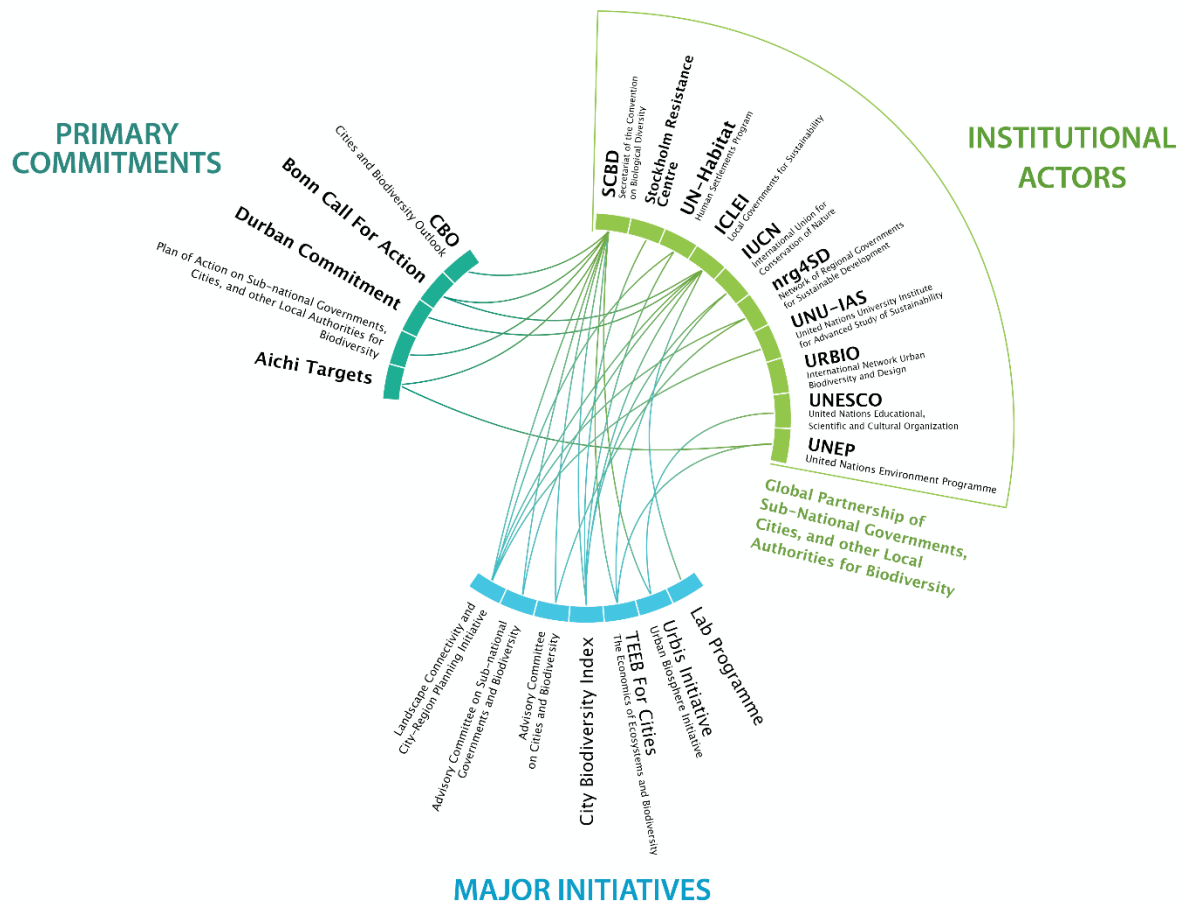 PRIMARY
COMMITMENTS
CBO
Cities and Biodiversity Outlook
Bonn Call For Action
Durban Commitment
Plan of Action on Sub-national Governments,
Cities, and other Local Authorities for
Biodiversity
Aichi Targets
INSTITUTIONAL
ACTORS
SCBD
Secretariat of the Convention
on Biological Diversity
Stockholm Resistance
Centre
UN-Habitat
Human Settlements Program
ICLEI
Local Governments for Sustainability
IUCN
International Union for
Conservation of Nature
nrg4SD
Network of Regional Governments
for Sustainable Development
UNU-IAS
United Nations University Institute
for Advanced Study of Sustainability
URBIO
International Network Urban
Biodiversity and Design
UNESCO
United Nations Educational,
Scientific and Cultural Organization
UNEP
United Nations Environment Programme
Global Partnership of
Sub-National Governments,
Cities, and other Local
Authorities for Biodiversity
Landscape Connectivity and
City-Region Planning Initiative
Advisory Committee on Sub-national
Governments and Biodiversity
Advisory Committee
on Cities and Biodiversity
City Biodiversity Index
TEEB For Cities
The Economics of Ecosystems and Biodiversity
Urbis Initiative
Urban Biosphere Initiative
Lab Programme
MAJOR INITIATIVES